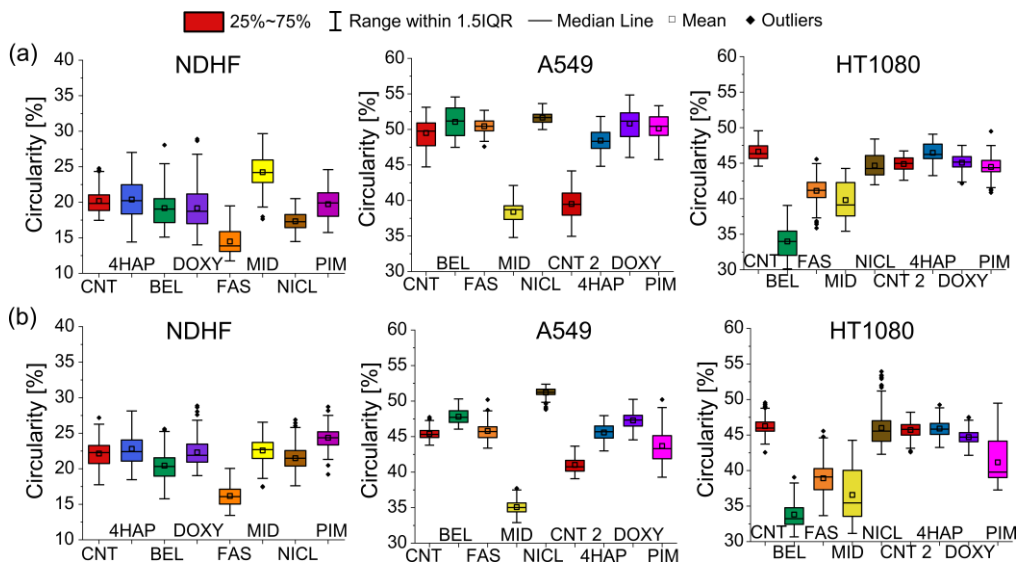 25%~75% Range within 1.5IQR Median Line Mean Outliers
(a)
NDHF
Circularity [%]
40
35
30
25
20
15
10
4HAP DOXY MID PIM
CNT BEL FAS NICL
A549
Circularity [%]
60
55
50
45
40
35
30
BEL MID CNT 2 DOXY
CNT FAS NICL 4HAP PIM
HT1080
Circularity [%]
60
55
50
45
40
35
30
CNT FAS NICL 4HAP PIM
BEL MID CNT 2 DOXY
(b)
NDHF
Circularity [%]
40
35
30
25
20
15
10
4HAP DOXY MID PIM
CNT BEL FAS NICL
A549
Circularity [%]
60
55
50
45
40
35
30
BEL MID CNT 2 DOXY
CNT FAS NICL 4HAP PIM
HT1080
Circularity [%]
60
55
50
45
40
35
30
CNT FAS NICL 4HAP PIM
BEL MID CNT 2 DOXY